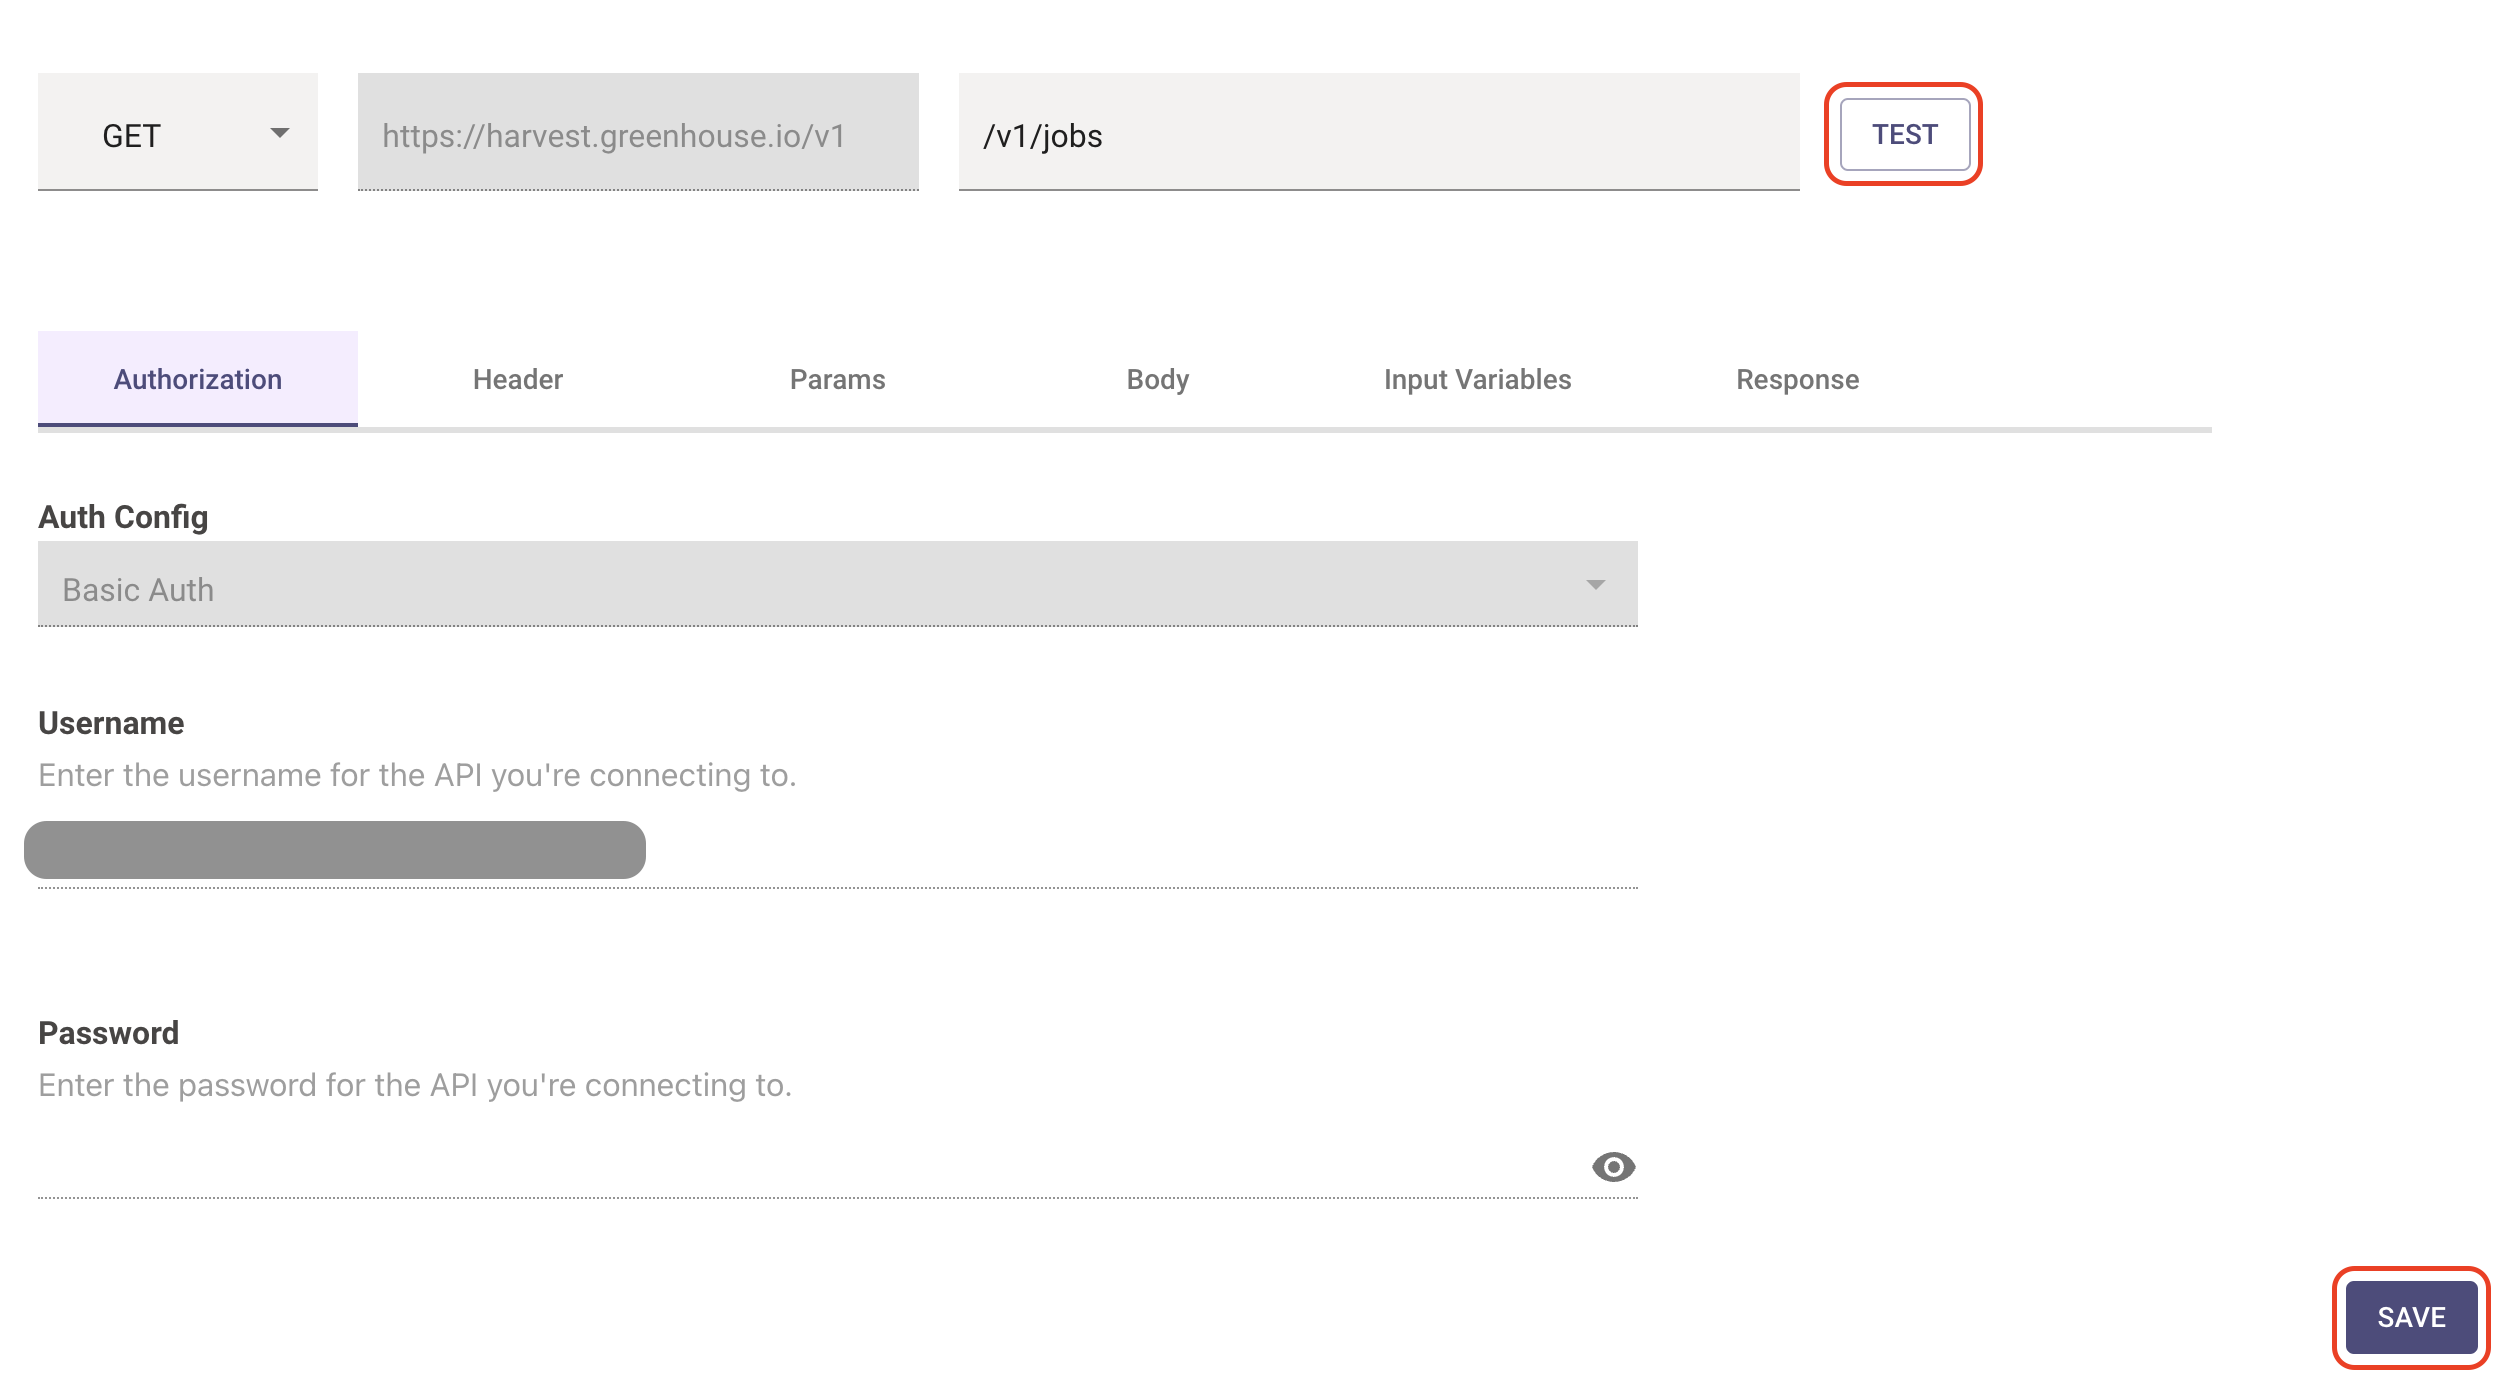 GET
https://harvest.greenhouse.io/v1
/v1/jobs
TEST
Authorization
Header
Params
Body
Input Variables
Response
Auth Config
Basic Auth
Username
Enter the username for the API you're connecting to.
Password
Enter the password for the API you're connecting to.
SAVE